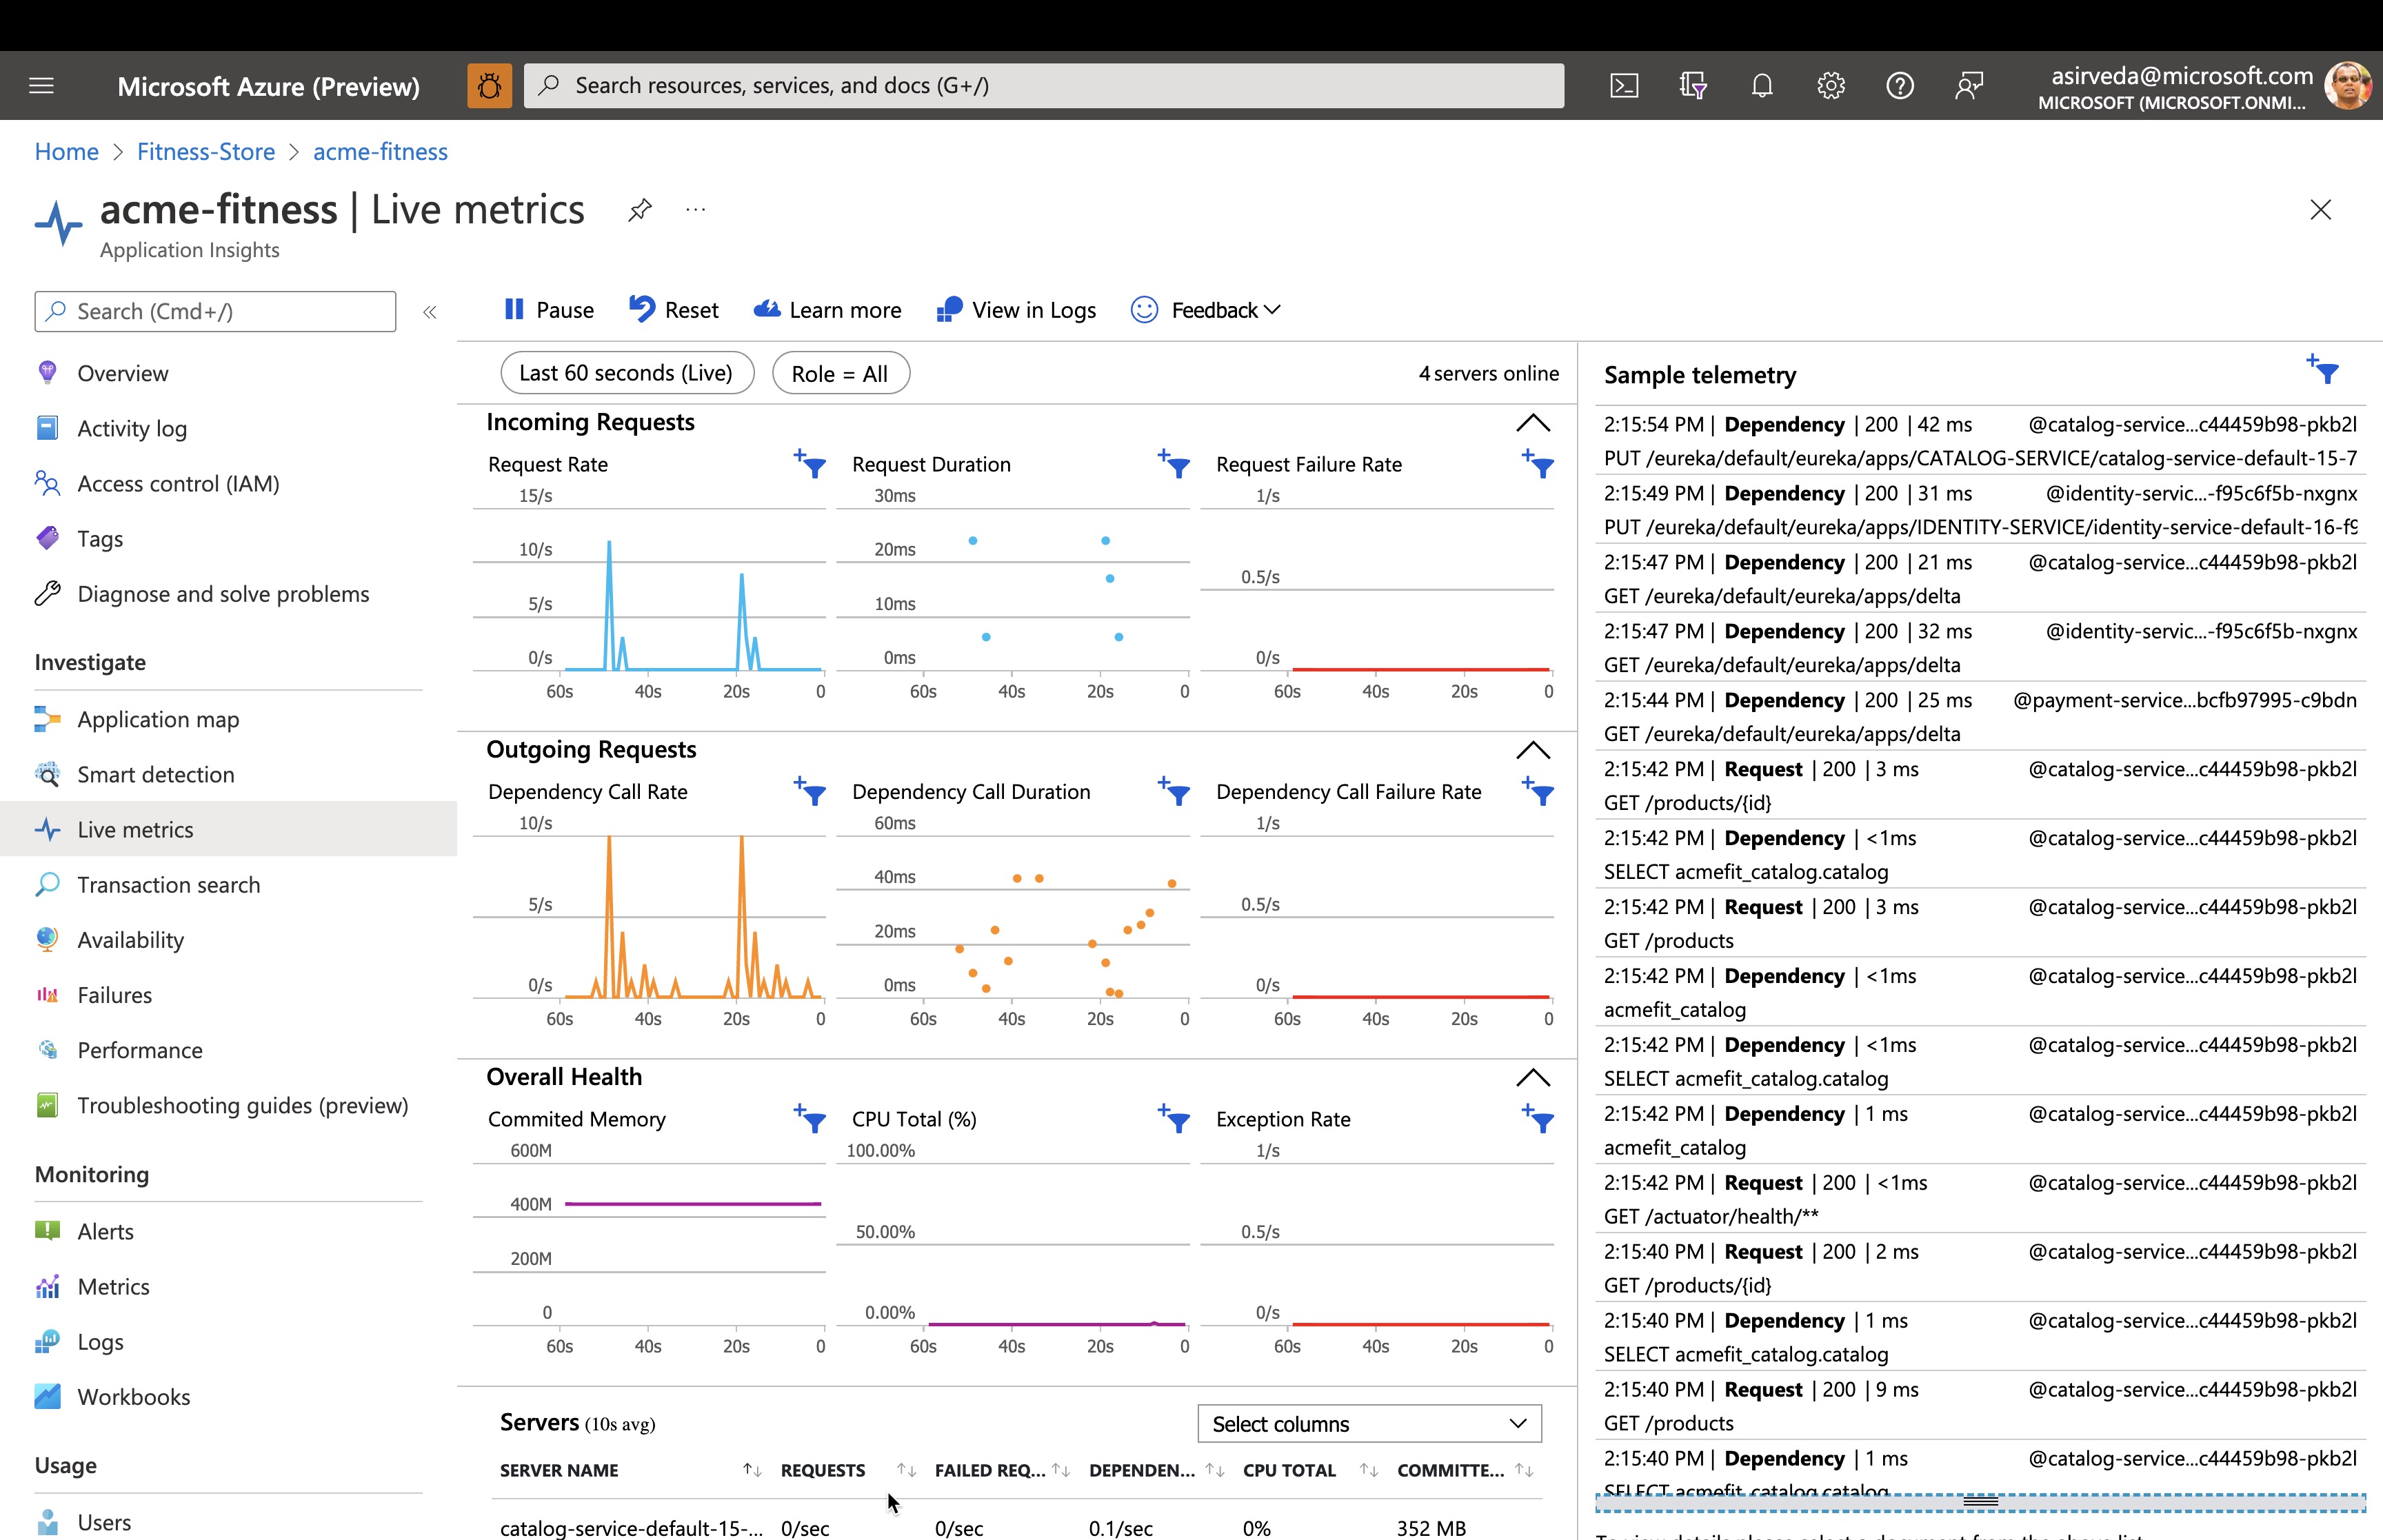 Microsoft Azure (Preview)
Search resources, services, and docs (G+/)
asirveda@microsoft.com
MICROSOFT (MICROSOFT.ONMI...
Home > Fitness-Store > acme-fitness
acme-fitness | Live metrics
...
Application Insights
Search (Cmd+/)
«
Overview
Activity log
Access control (IAM)
Tags
Diagnose and solve problems
Investigate
Application map
Smart detection
Live metrics
Transaction search
Availability
Failures
Performance
Troubleshooting guides (preview)
Monitoring
Alerts
Metrics
Logs
Workbooks
Usage
Users
Pause
Reset
Learn more
View in Logs
Feedback
Last 60 seconds (Live)
Role = All
4 servers online
Incoming Requests
Request Rate
15/s
10/s
5/s
0/s
60s 40s 20s 0
Request Duration
30ms
20ms
10ms
0ms
60s 40s 20s 0
Request Failure Rate
1/s
0.5/s
0/s
60s 40s 20s 0
Outgoing Requests
Dependency Call Rate
10/s
5/s
0/s
60s 40s 20s 0
Dependency Call Duration
60ms
40ms
20ms
0ms
60s 40s 20s 0
Dependency Call Failure Rate
1/s
0.5/s
0/s
60s 40s 20s 0
Overall Health
Commited Memory
600M
400M
200M
0
60s 40s 20s 0
CPU Total (%)
100.00%
50.00%
0.00%
60s 40s 20s 0
Exception Rate
1/s
0.5/s
0/s
60s 40s 20s 0
Servers (10s avg)
Select columns
SERVER NAME REQUESTS FAILED REQ... DEPENDEN... CPU TOTAL COMMITTE...
catalog-service-default-15-... 0/sec 0/sec 0.1/sec 0% 352 MB
Sample telemetry
2:15:54 PM | Dependency | 200 | 42 ms @catalog-service...c44459b98-pkb2l
PUT /eureka/default/eureka/apps/CATALOG-SERVICE/catalog-service-default-15-7
2:15:49 PM | Dependency | 200 | 31 ms @identity-servic...-f95c6f5b-nxgnx
PUT /eureka/default/eureka/apps/IDENTITY-SERVICE/identity-service-default-16-f9
2:15:47 PM | Dependency | 200 | 21 ms @catalog-service...c44459b98-pkb2l
GET /eureka/default/eureka/apps/delta
2:15:47 PM | Dependency | 200 | 32 ms @identity-servic...-f95c6f5b-nxgnx
GET /eureka/default/eureka/apps/delta
2:15:44 PM | Dependency | 200 | 25 ms @payment-service...bcfb97995-c9bdn
GET /eureka/default/eureka/apps/delta
2:15:42 PM | Request | 200 | 3 ms @catalog-service...c44459b98-pkb2l
GET /products/{id}
2:15:42 PM | Dependency | <1ms @catalog-service...c44459b98-pkb2l
SELECT acmefit_catalog.catalog
2:15:42 PM | Request | 200 | 3 ms @catalog-service...c44459b98-pkb2l
GET /products
2:15:42 PM | Dependency | <1ms @catalog-service...c44459b98-pkb2l
acmefit_catalog
2:15:42 PM | Dependency | <1ms @catalog-service...c44459b98-pkb2l
SELECT acmefit_catalog.catalog
2:15:42 PM | Dependency | 1 ms @catalog-service...c44459b98-pkb2l
acmefit_catalog
2:15:42 PM | Request | 200 | <1ms @catalog-service...c44459b98-pkb2l
GET /actuator/health/**
2:15:40 PM | Request | 200 | 2 ms @catalog-service...c44459b98-pkb2l
GET /products/{id}
2:15:40 PM | Dependency | 1 ms @catalog-service...c44459b98-pkb2l
SELECT acmefit_catalog.catalog
2:15:40 PM | Request | 200 | 9 ms @catalog-service...c44459b98-pkb2l
GET /products
2:15:40 PM | Dependency | 1 ms @catalog-service...c44459b98-pkb2l
SELECT acmefit_catalog.catalog